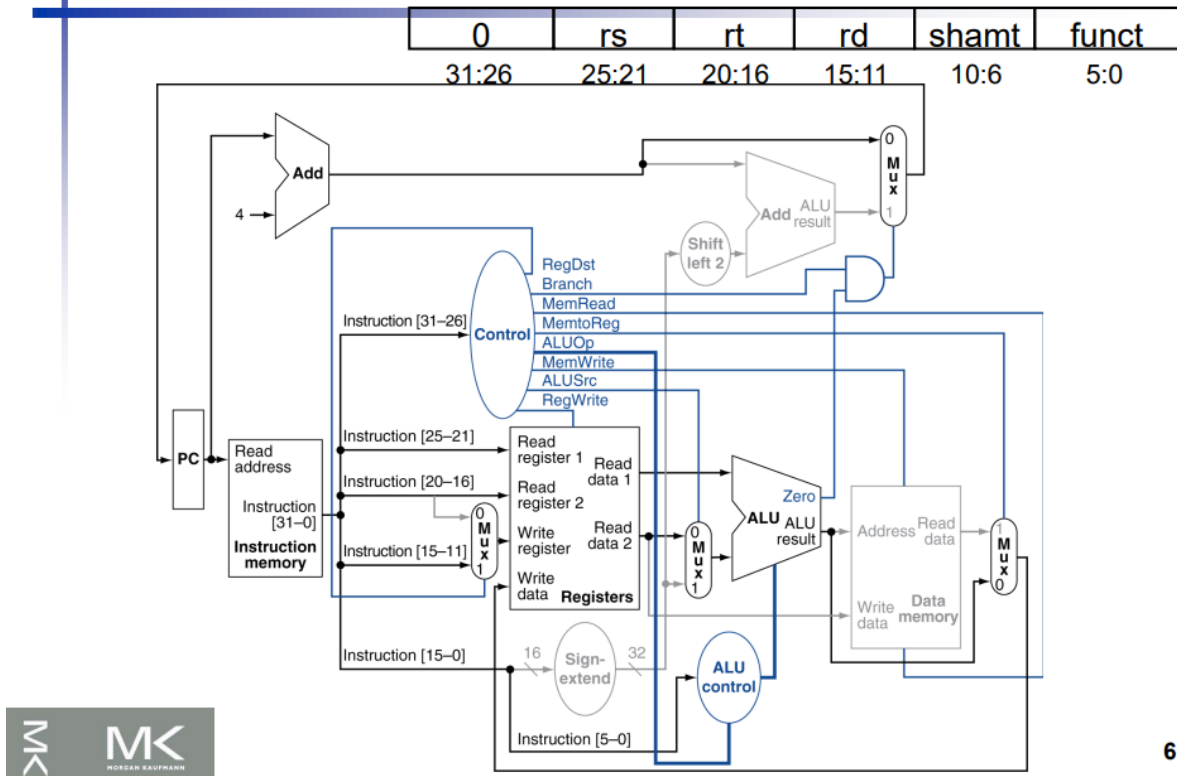 0 rs rt rd shamt funct
31:26 25:21 20:16 15:11 10:6 5:0
Add
4
0
Mux
1
Add ALU
result
Shift
left 2
RegDst
Branch
MemRead
MemtoReg
ALUOp
MemWrite
ALUSrc
RegWrite
Instruction [31–26]
Control
PC
Read
address
Instruction
[31–0]
Instruction
memory
Instruction [25–21]
Instruction [20–16]
Instruction [15–11]
0
Mux
1
Read
register 1
Read
register 2
Write
register
Write
data
Read
data 1
Read
data 2
Registers
0
Mux
1
Zero
ALU
ALU
result
Address
Read
data
Write
data
Data
memory
1
Mux
0
Instruction [15–0]
16
Sign-
extend
32
ALU
control
Instruction [5–0]
MK
MK
MORGAN KAUFMANN
6